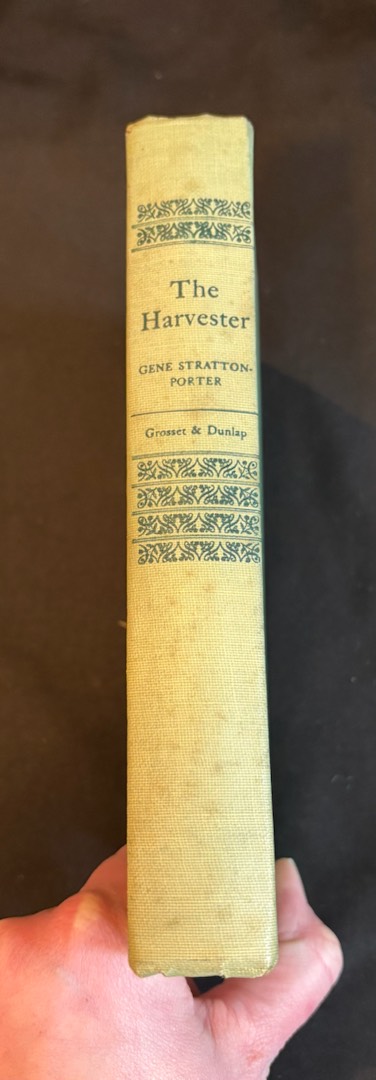 The
Harvester
GENE STRATTON-
PORTER
Grosset & Dunlap